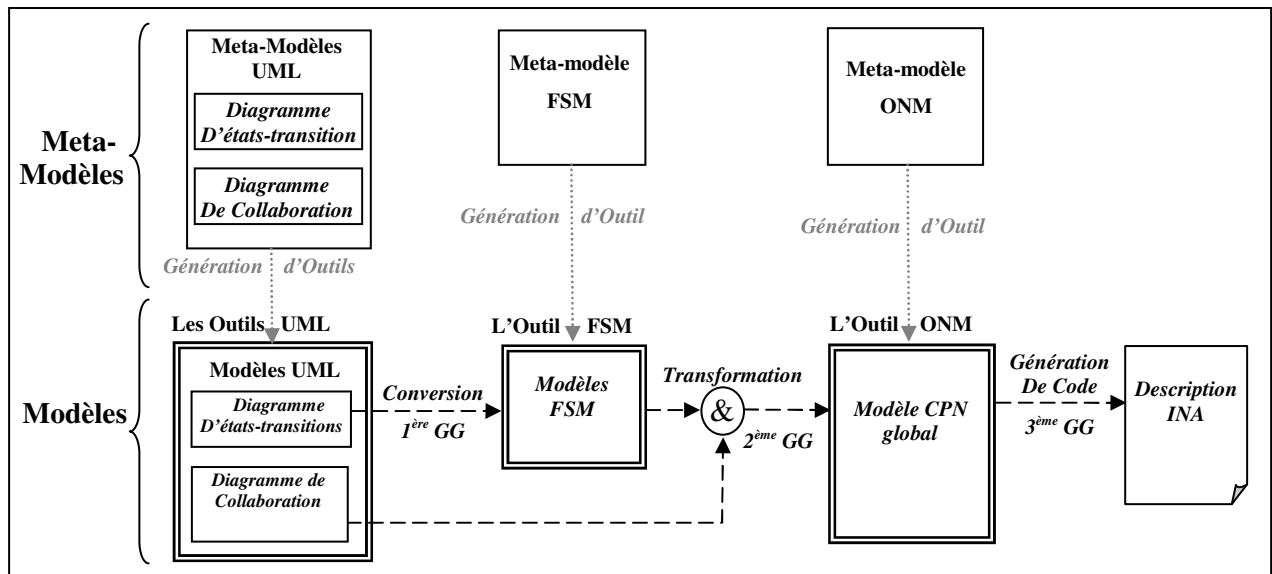 Meta-
Modèles
Meta-Modèles
UML
Diagramme
D'états-transition
Diagramme
De Collaboration
Meta-modèle
FSM
Meta-modèle
ONM
Génération d'Outils
Génération d'Outil
Génération d'Outil
Modèles
Les Outils UML
Modèles UML
Diagramme
D'états-transitions
Diagramme de
Collaboration
Conversion
1ère GG
L'Outil FSM
Modèles
FSM
Transformation
&
2ème GG
L'Outil ONM
Modèle CPN
global
Génération
De Code
3ème GG
Description
INA